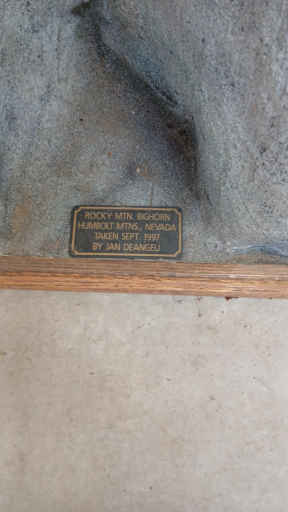 ROCKY MTN. BIGHORN
HUMBOLT MTNS., NEVADA
TAKEN SEPT. 1997
BY JAN DEANGELI